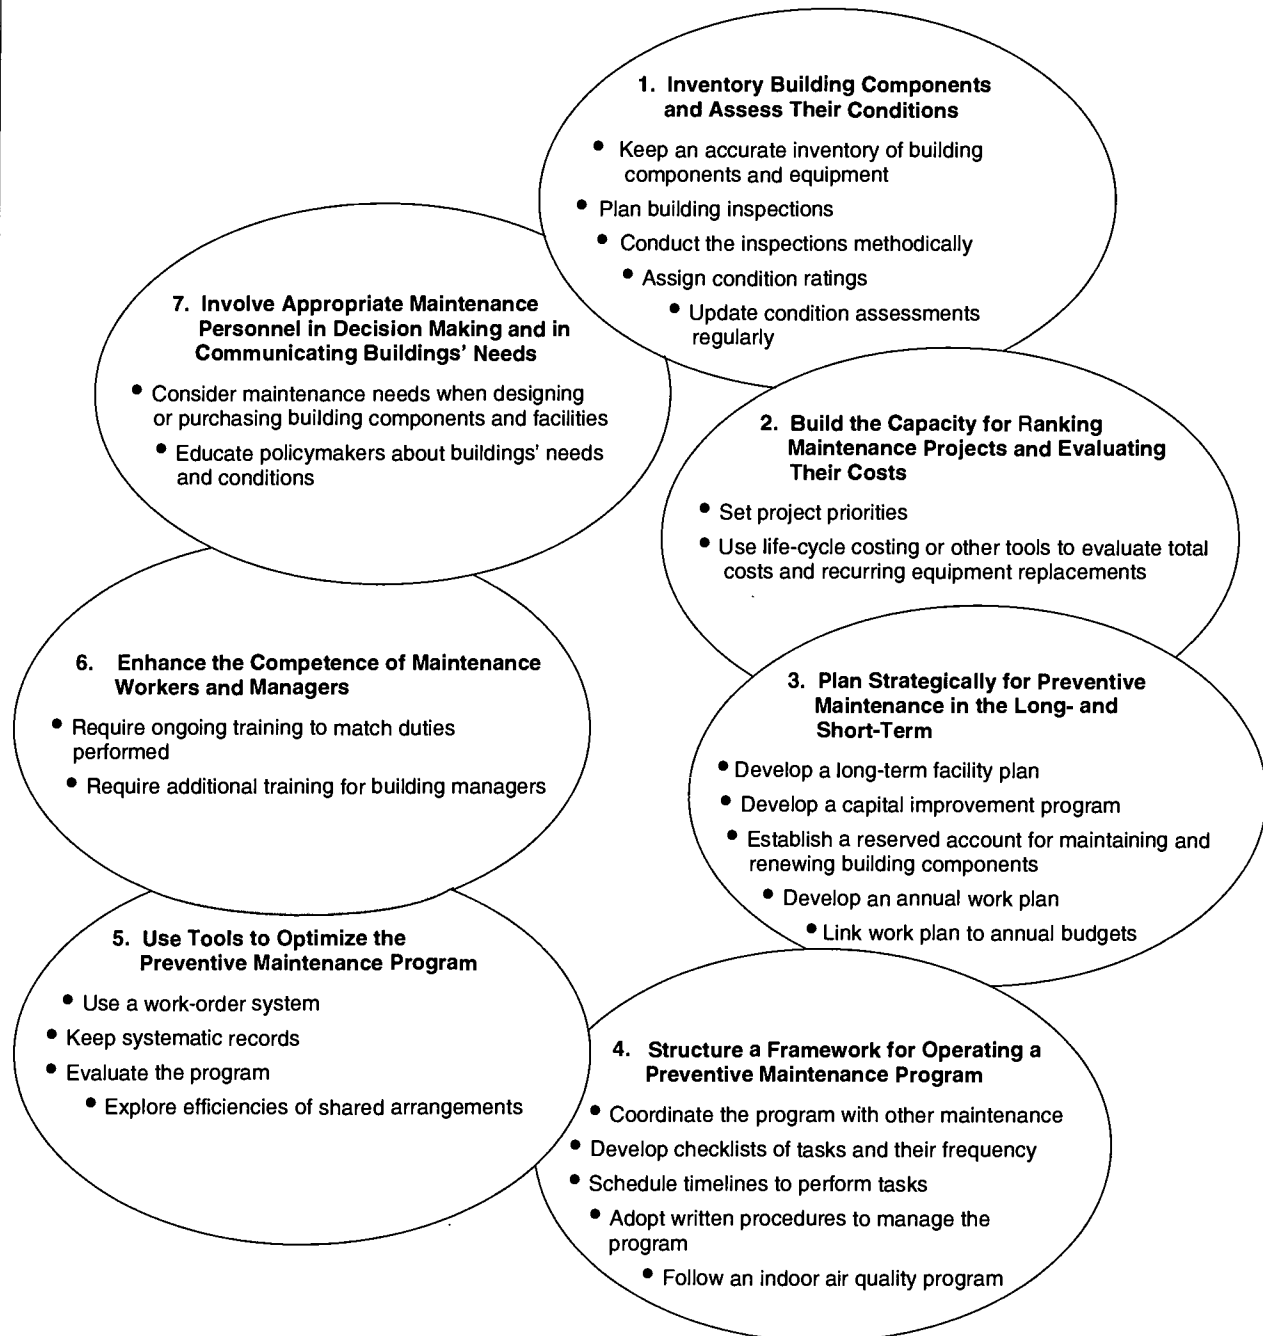 1. Inventory Building Components
and Assess Their Conditions
• Keep an accurate inventory of building
components and equipment
• Plan building inspections
• Conduct the inspections methodically
• Assign condition ratings
• Update condition assessments
regularly
2. Build the Capacity for Ranking
Maintenance Projects and Evaluating
Their Costs
• Set project priorities
• Use life-cycle costing or other tools to evaluate total
costs and recurring equipment replacements
3. Plan Strategically for Preventive
Maintenance in the Long- and
Short-Term
• Develop a long-term facility plan
• Develop a capital improvement program
• Establish a reserved account for maintaining and
renewing building components
• Develop an annual work plan
• Link work plan to annual budgets
4. Structure a Framework for Operating a
Preventive Maintenance Program
• Coordinate the program with other maintenance
• Develop checklists of tasks and their frequency
• Schedule timelines to perform tasks
• Adopt written procedures to manage the
program
• Follow an indoor air quality program
5. Use Tools to Optimize the
Preventive Maintenance Program
• Use a work-order system
• Keep systematic records
• Evaluate the program
• Explore efficiencies of shared arrangements
6. Enhance the Competence of Maintenance
Workers and Managers
• Require ongoing training to match duties
performed
• Require additional training for building managers
7. Involve Appropriate Maintenance
Personnel in Decision Making and in
Communicating Buildings' Needs
• Consider maintenance needs when designing
or purchasing building components and facilities
• Educate policymakers about buildings' needs
and conditions